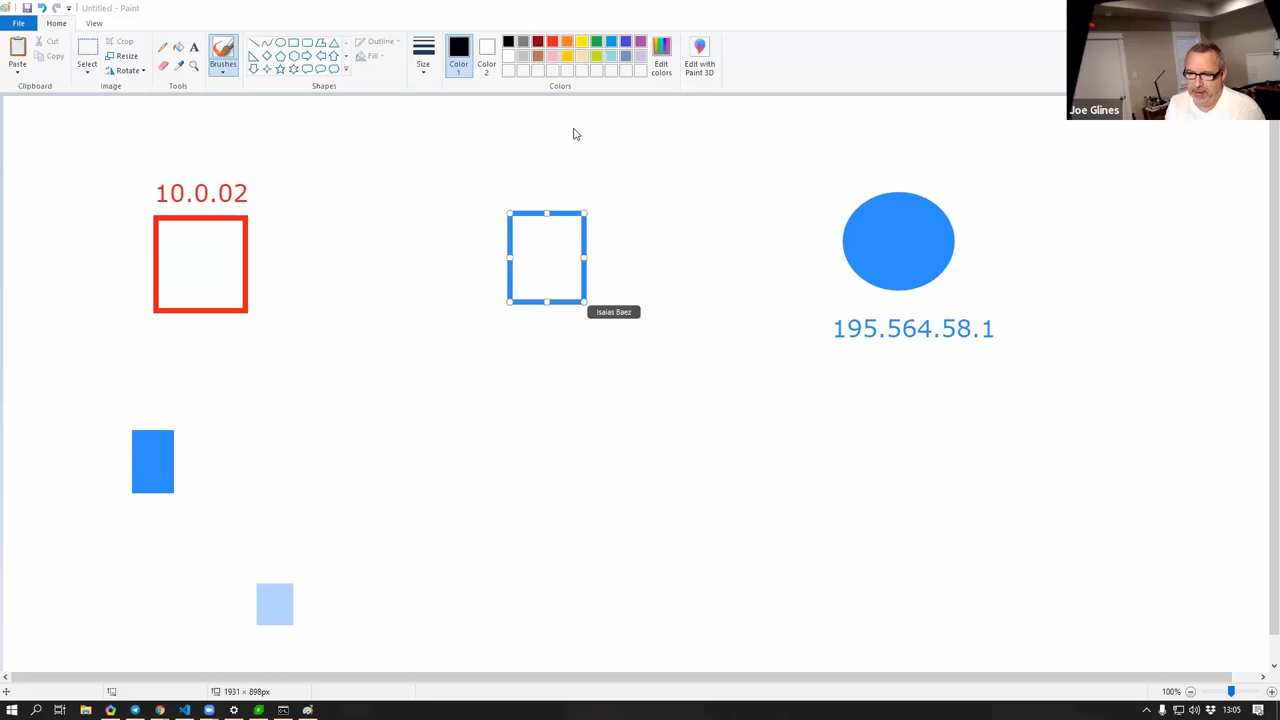 Untitled - Paint
File Home View
Paste
Cut
Copy
Clipboard
Select
Crop
Resize
Rotate
Image
Tools
Brushes
Outline
Fill
Shapes
Size
Color 1
Color 2
Edit colors
Colors
Edit with Paint 3D
Joe Glines
10.0.02
Isaias Baez
195.564.58.1
1931 × 898px
100%
13:05